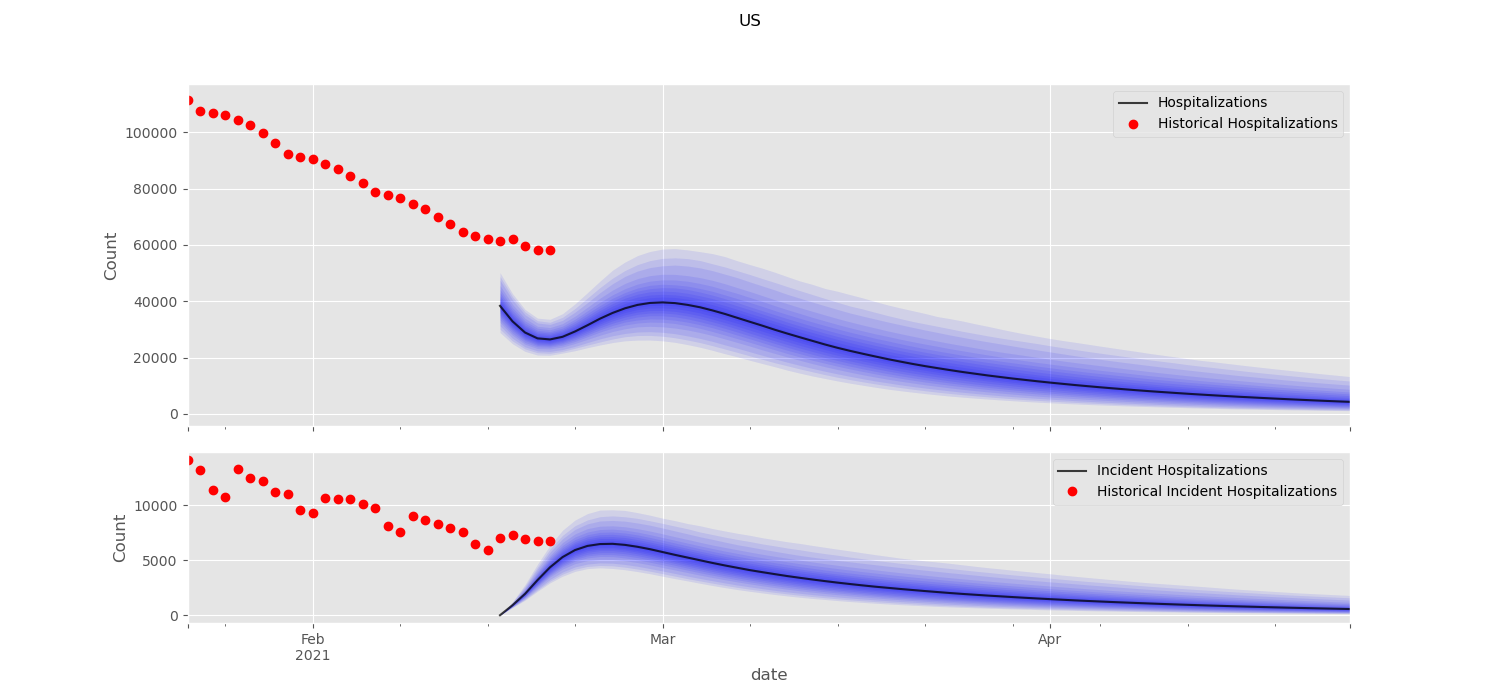 US
Hospitalizations
Historical Hospitalizations
100000
80000
60000
40000
20000
0
Count
Incident Hospitalizations
Historical Incident Hospitalizations
10000
5000
0
Count
Feb
2021
Mar
Apr
date